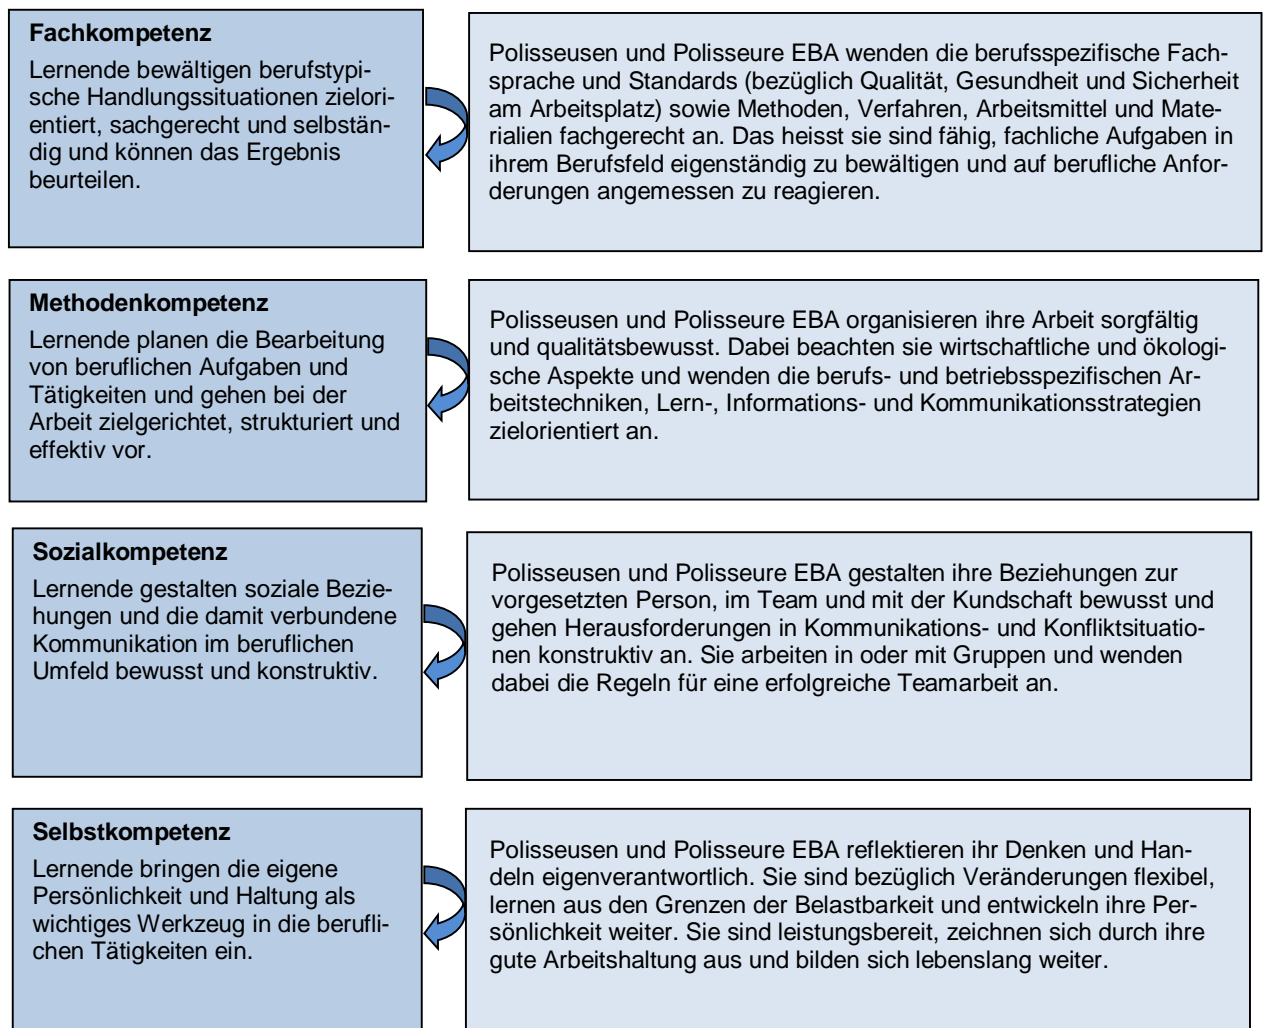 Fachkompetenz
Lernende bewältigen berufstypi-
sche Handlungssituationen zielori-
entiert, sachgerecht und selbstän-
dig und können das Ergebnis
beurteilen.
Polisseusen und Polisseure EBA wenden die berufsspezifische Fach-
sprache und Standards (bezüglich Qualität, Gesundheit und Sicherheit
am Arbeitsplatz) sowie Methoden, Verfahren, Arbeitsmittel und Mate-
rialien fachgerecht an. Das heisst sie sind fähig, fachliche Aufgaben in
ihrem Berufsfeld eigenständig zu bewältigen und auf berufliche Anfor-
derungen angemessen zu reagieren.
Methodenkompetenz
Lernende planen die Bearbeitung
von beruflichen Aufgaben und
Tätigkeiten und gehen bei der
Arbeit zielgerichtet, strukturiert und
effektiv vor.
Polisseusen und Polisseure EBA organisieren ihre Arbeit sorgfältig
und qualitätsbewusst. Dabei beachten sie wirtschaftliche und ökologi-
sche Aspekte und wenden die berufs- und betriebsspezifischen Ar-
beitstechniken, Lern-, Informations- und Kommunikationsstrategien
zielorientiert an.
Sozialkompetenz
Lernende gestalten soziale Bezie-
hungen und die damit verbundene
Kommunikation im beruflichen
Umfeld bewusst und konstruktiv.
Polisseusen und Polisseure EBA gestalten ihre Beziehungen zur
vorgesetzten Person, im Team und mit der Kundschaft bewusst und
gehen Herausforderungen in Kommunikations- und Konfliktsituatio-
nen konstruktiv an. Sie arbeiten in oder mit Gruppen und wenden
dabei die Regeln für eine erfolgreiche Teamarbeit an.
Selbstkompetenz
Lernende bringen die eigene
Persönlichkeit und Haltung als
wichtiges Werkzeug in die berufli-
chen Tätigkeiten ein.
Polisseusen und Polisseure EBA reflektieren ihr Denken und Han-
deln eigenverantwortlich. Sie sind bezüglich Veränderungen flexibel,
lernen aus den Grenzen der Belastbarkeit und entwickeln ihre Per-
sönlichkeit weiter. Sie sind leistungsbereit, zeichnen sich durch ihre
gute Arbeitshaltung aus und bilden sich lebenslang weiter.